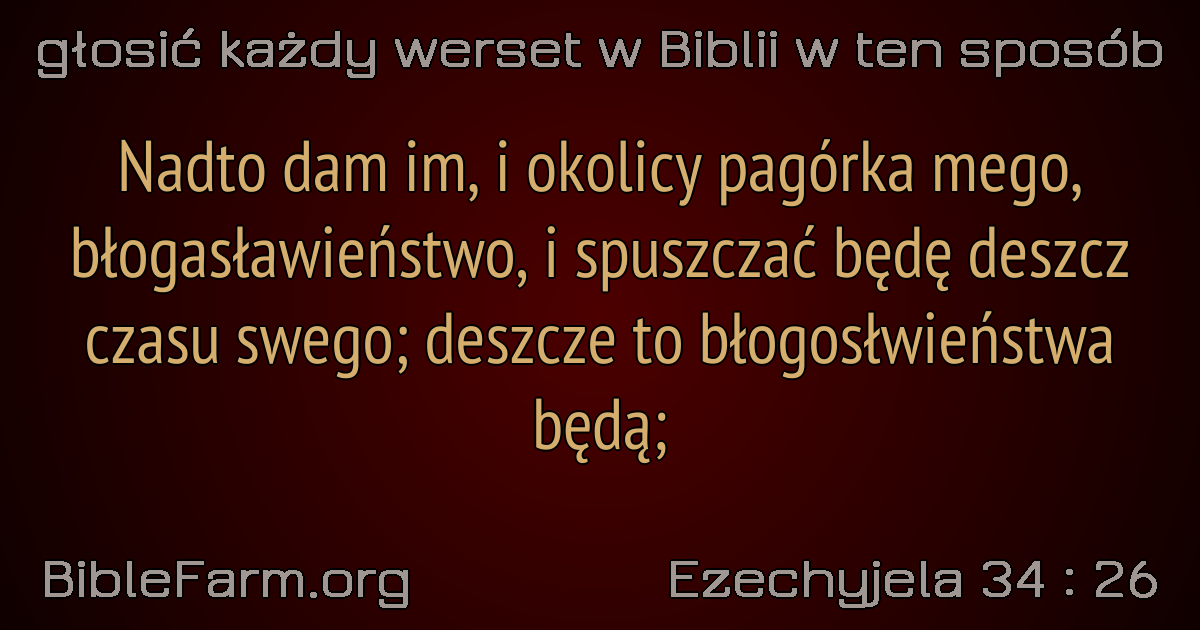 głosić każdy werset w Biblii w ten sposób
Nadto dam im, i okolicy pagórka mego,
błogasławieństwo, i spuszczać będę deszcz
czasu swego; deszcze to błogosłwieństwa
będą;
BibleFarm.org
Ezechyjela 34 : 26